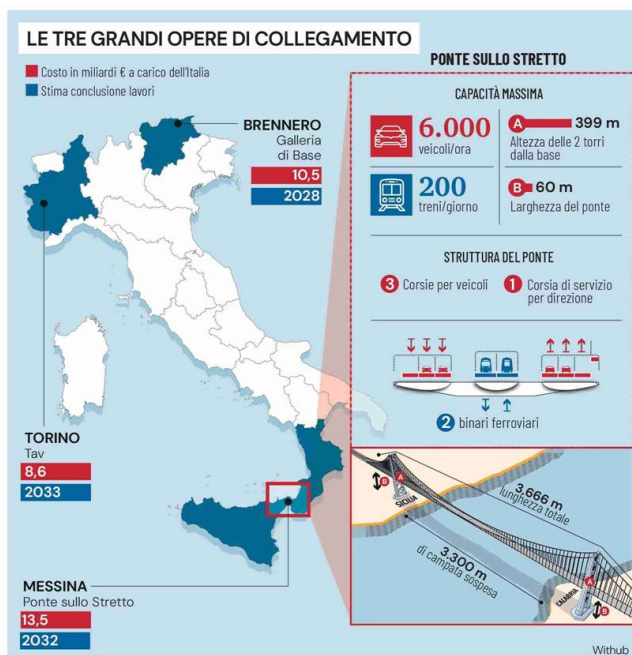 LE TRE GRANDI OPERE DI COLLEGAMENTO
Costo in miliardi € a carico dell'Italia
Stima conclusione lavori
BRENNERO
Galleria
di Base
10,5
2028
TORINO
Tav
8,6
2033
MESSINA
Ponte sullo Stretto
13,5
2032
PONTE SULLO STRETTO
CAPACITÀ MASSIMA
6.000
veicoli/ora
A 399 m
Altezza delle 2 torri
dalla base
200
treni/giorno
B 60 m
Larghezza del ponte
STRUTTURA DEL PONTE
3 Corsie per veicoli
1 Corsia di servizio
per direzione
2 binari ferroviari
B
A
SICILIA
3.666 m
lunghezza totale
3.300 m
di campata sospesa
A
CALABRIA
B
Withub